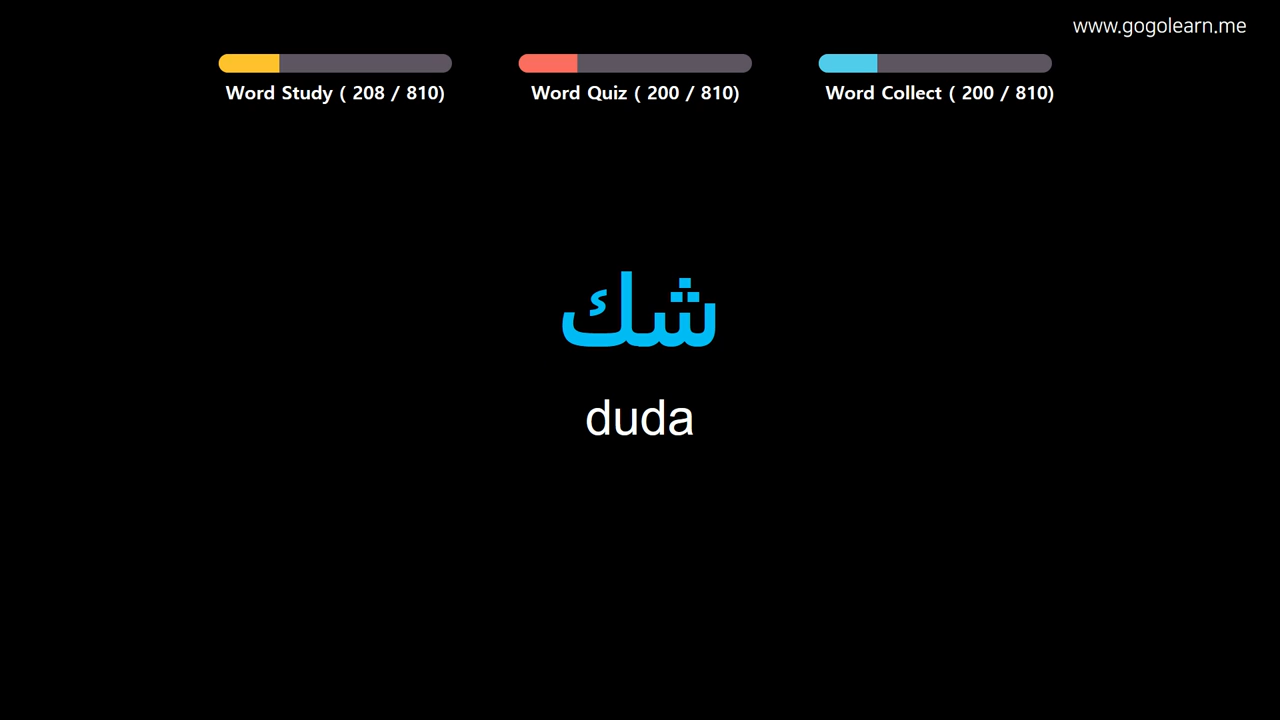 www.gogolearn.me
Word Study ( 208 / 810)
Word Quiz ( 200 / 810)
Word Collect ( 200 / 810)
شك
duda